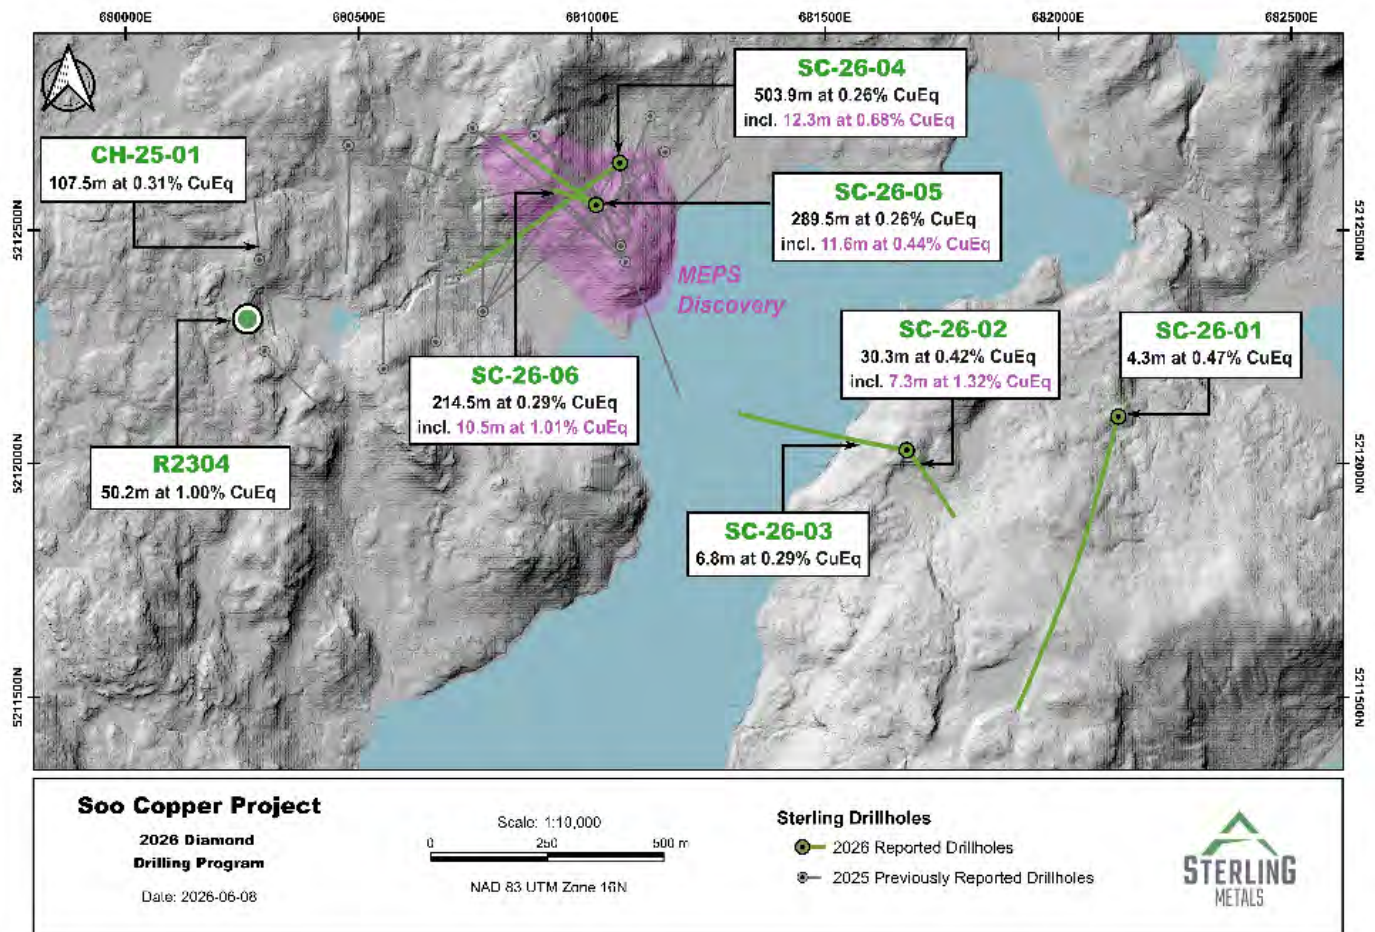 680000E
680500E
681000E
681500E
682000E
682500E
5212500N
5212000N
5211500N
5212500N
5212000N
5211500N
SC-26-04
503.9m at 0.26% CuEq
incl. 12.3m at 0.68% CuEq
CH-25-01
107.5m at 0.31% CuEq
SC-26-05
289.5m at 0.26% CuEq
incl. 11.6m at 0.44% CuEq
MEPS
Discovery
SC-26-02
30.3m at 0.42% CuEq
incl. 7.3m at 1.32% CuEq
SC-26-01
4.3m at 0.47% CuEq
SC-26-06
214.5m at 0.29% CuEq
incl. 10.5m at 1.01% CuEq
R2304
50.2m at 1.00% CuEq
SC-26-03
6.8m at 0.29% CuEq
Soo Copper Project
2026 Diamond
Drilling Program
Date: 2026-06-08
Scale: 1:10,000
0 250 500 m
NAD 83 UTM Zone 16N
Sterling Drillholes
2026 Reported Drillholes
2025 Previously Reported Drillholes
STERLING
METALS